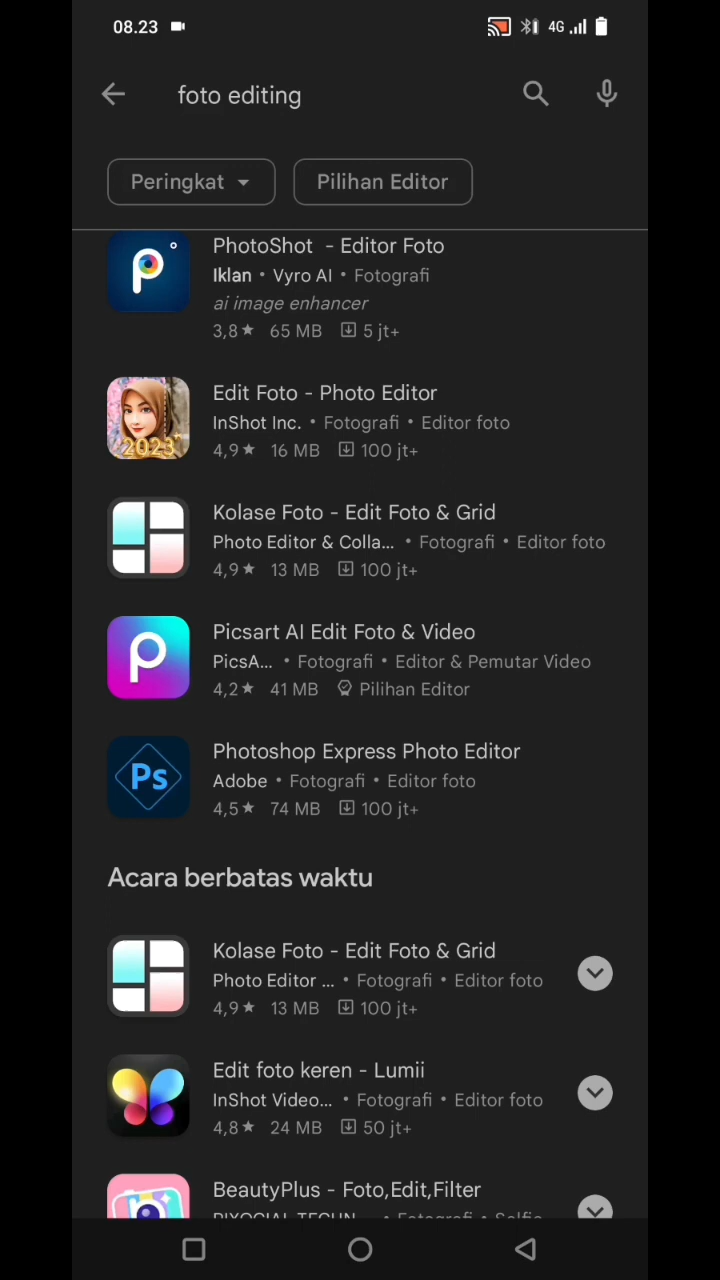 08.23
4G
foto editing
Peringkat
Pilihan Editor
PhotoShot - Editor Foto
Iklan • Vyro AI • Fotografi
ai image enhancer
3,8★ 65 MB 5 jt+
2023
Edit Foto - Photo Editor
InShot Inc. • Fotografi • Editor foto
4,9★ 16 MB 100 jt+
Kolase Foto - Edit Foto & Grid
Photo Editor & Colla... • Fotografi • Editor foto
4,9★ 13 MB 100 jt+
Picsart AI Edit Foto & Video
PicsA... • Fotografi • Editor & Pemutar Video
4,2★ 41 MB Pilihan Editor
Ps
Photoshop Express Photo Editor
Adobe • Fotografi • Editor foto
4,5★ 74 MB 100 jt+
Acara berbatas waktu
Kolase Foto - Edit Foto & Grid
Photo Editor ... • Fotografi • Editor foto
4,9★ 13 MB 100 jt+
Edit foto keren - Lumii
InShot Video... • Fotografi • Editor foto
4,8★ 24 MB 50 jt+
BeautyPlus - Foto,Edit,Filter
PIXOCIAL TECHN... • Fotografi • Selfie